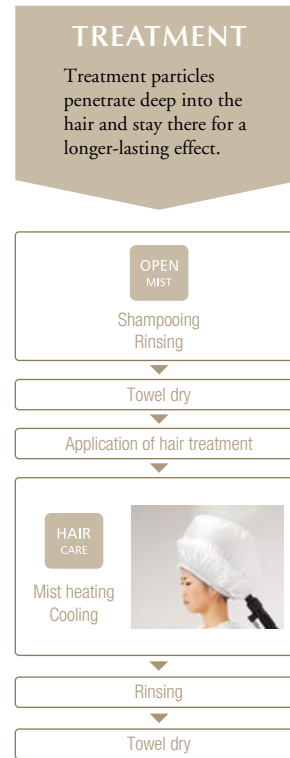 TREATMENT
Treatment particles
penetrate deep into the
hair and stay there for a
longer-lasting effect.
OPEN
MIST
Shampooing
Rinsing
Towel dry
Application of hair treatment
HAIR
CARE
Mist heating
Cooling
Rinsing
Towel dry